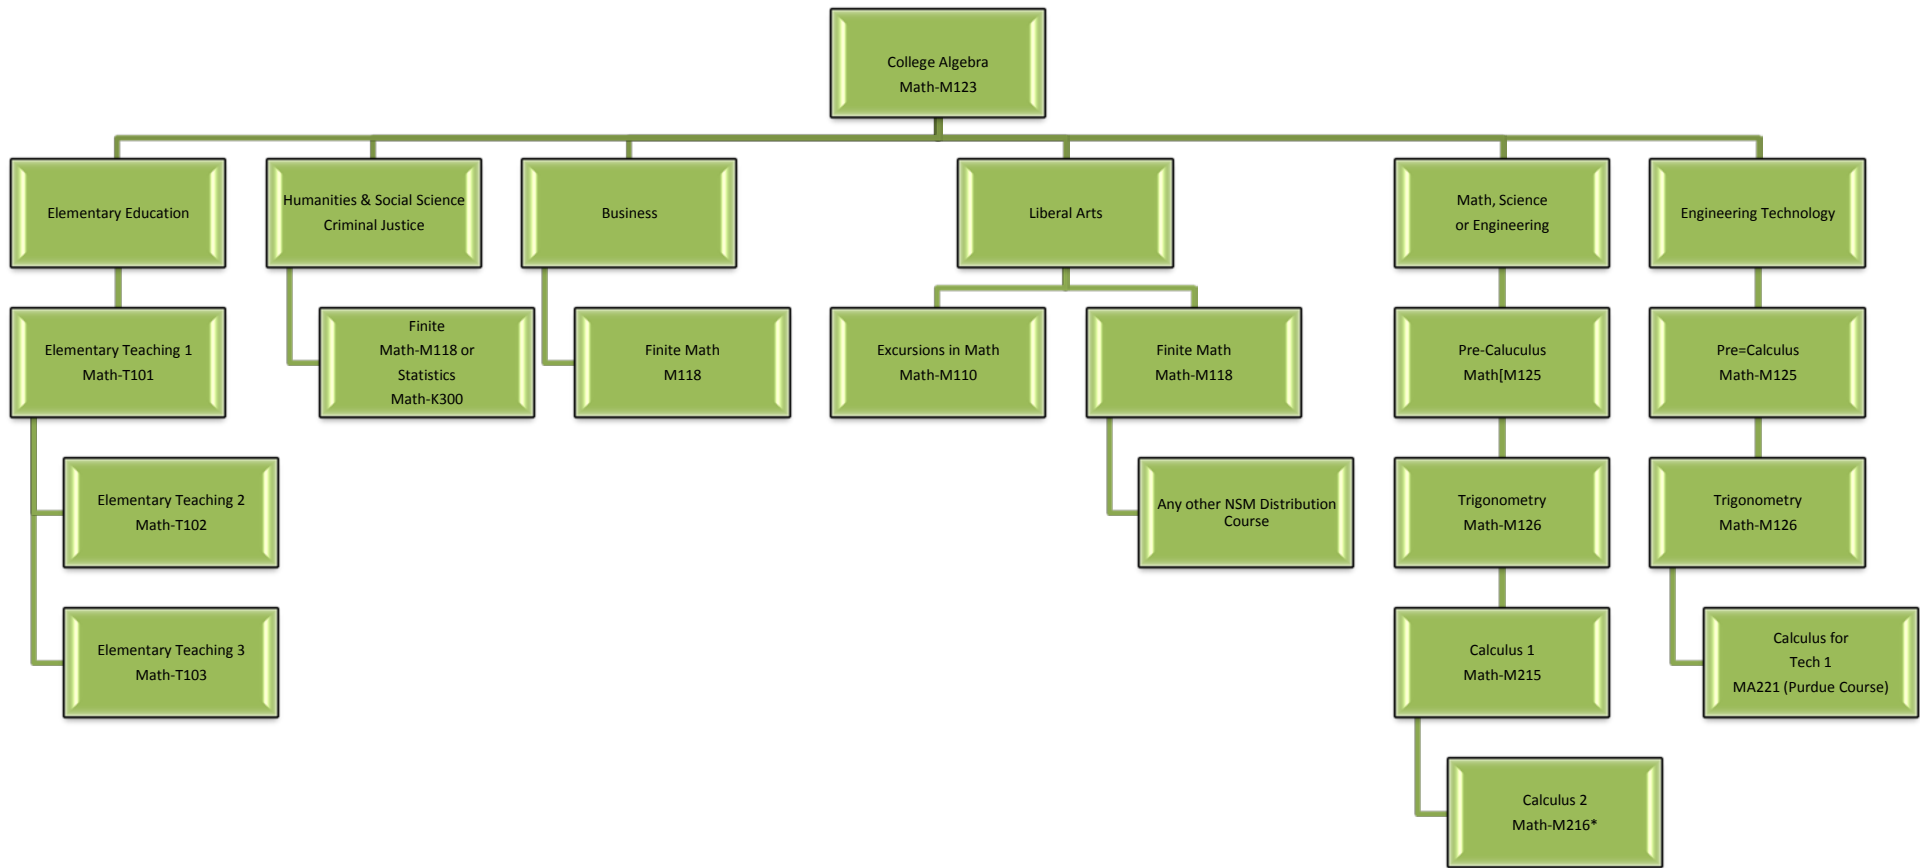 College Algebra
Math-M123
Elementary Education
Humanities & Social Science
Criminal Justice
Business
Liberal Arts
Math, Science
or Engineering
Engineering Technology
Elementary Teaching 1
Math-T101
Finite
Math-M118 or
Statistics
Math-K300
Finite Math
M118
Excursions in Math
Math-M110
Finite Math
Math-M118
Pre-Caluculus
Math[M125
Pre=Calculus
Math-M125
Elementary Teaching 2
Math-T102
Any other NSM Distribution
Course
Trigonometry
Math-M126
Trigonometry
Math-M126
Elementary Teaching 3
Math-T103
Calculus 1
Math-M215
Calculus for
Tech 1
MA221 (Purdue Course)
Calculus 2
Math-M216*